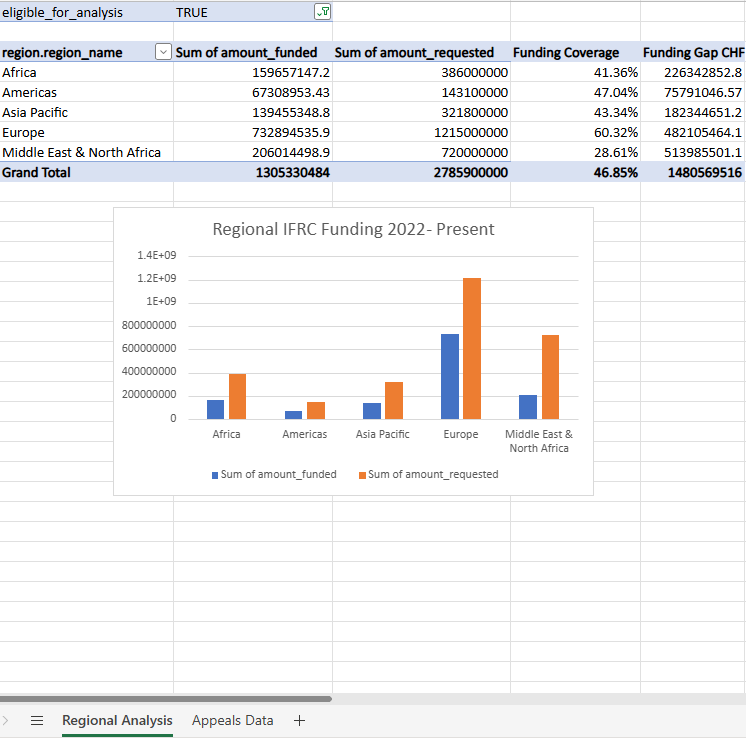 eligible_for_analysis TRUE
region.region_name Sum of amount_funded Sum of amount_requested Funding Coverage Funding Gap CHF
Africa 159657147.2 386000000 41.36% 226342852.8
Americas 67308953.43 143100000 47.04% 75791046.57
Asia Pacific 139455348.8 321800000 43.34% 182344651.2
Europe 732894535.9 1215000000 60.32% 482105464.1
Middle East & North Africa 206014498.9 720000000 28.61% 513985501.1
Grand Total 1305330484 2785900000 46.85% 1480569516
Regional IFRC Funding 2022- Present
1.4E+09
1.2E+09
1E+09
800000000
600000000
400000000
200000000
0
Africa Americas Asia Pacific Europe Middle East &
North Africa
Sum of amount_funded Sum of amount_requested
Regional Analysis Appeals Data